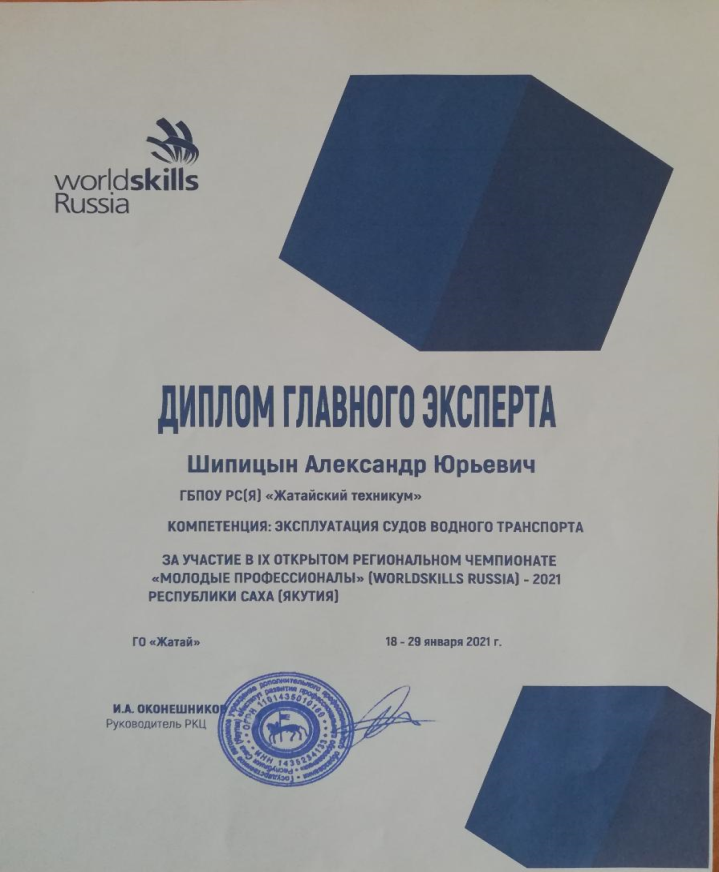 worldskills
Russia
ДИПЛОМ ГЛАВНОГО ЭКСПЕРТА
Шипицын Александр Юрьевич
ГБПОУ РС(Я) «Жатайский техникум»
КОМПЕТЕНЦИЯ: ЭКСПЛУАТАЦИЯ СУДОВ ВОДНОГО ТРАНСПОРТА
ЗА УЧАСТИЕ В IX ОТКРЫТОМ РЕГИОНАЛЬНОМ ЧЕМПИОНАТЕ
«МОЛОДЫЕ ПРОФЕССИОНАЛЫ» (WORLDSKILLS RUSSIA) - 2021
РЕСПУБЛИКИ САХА (ЯКУТИЯ)
ГО «Жатай»
18 - 29 января 2021 г.
И.А. ОКОНЕШНИКОВ
Руководитель РКЦ